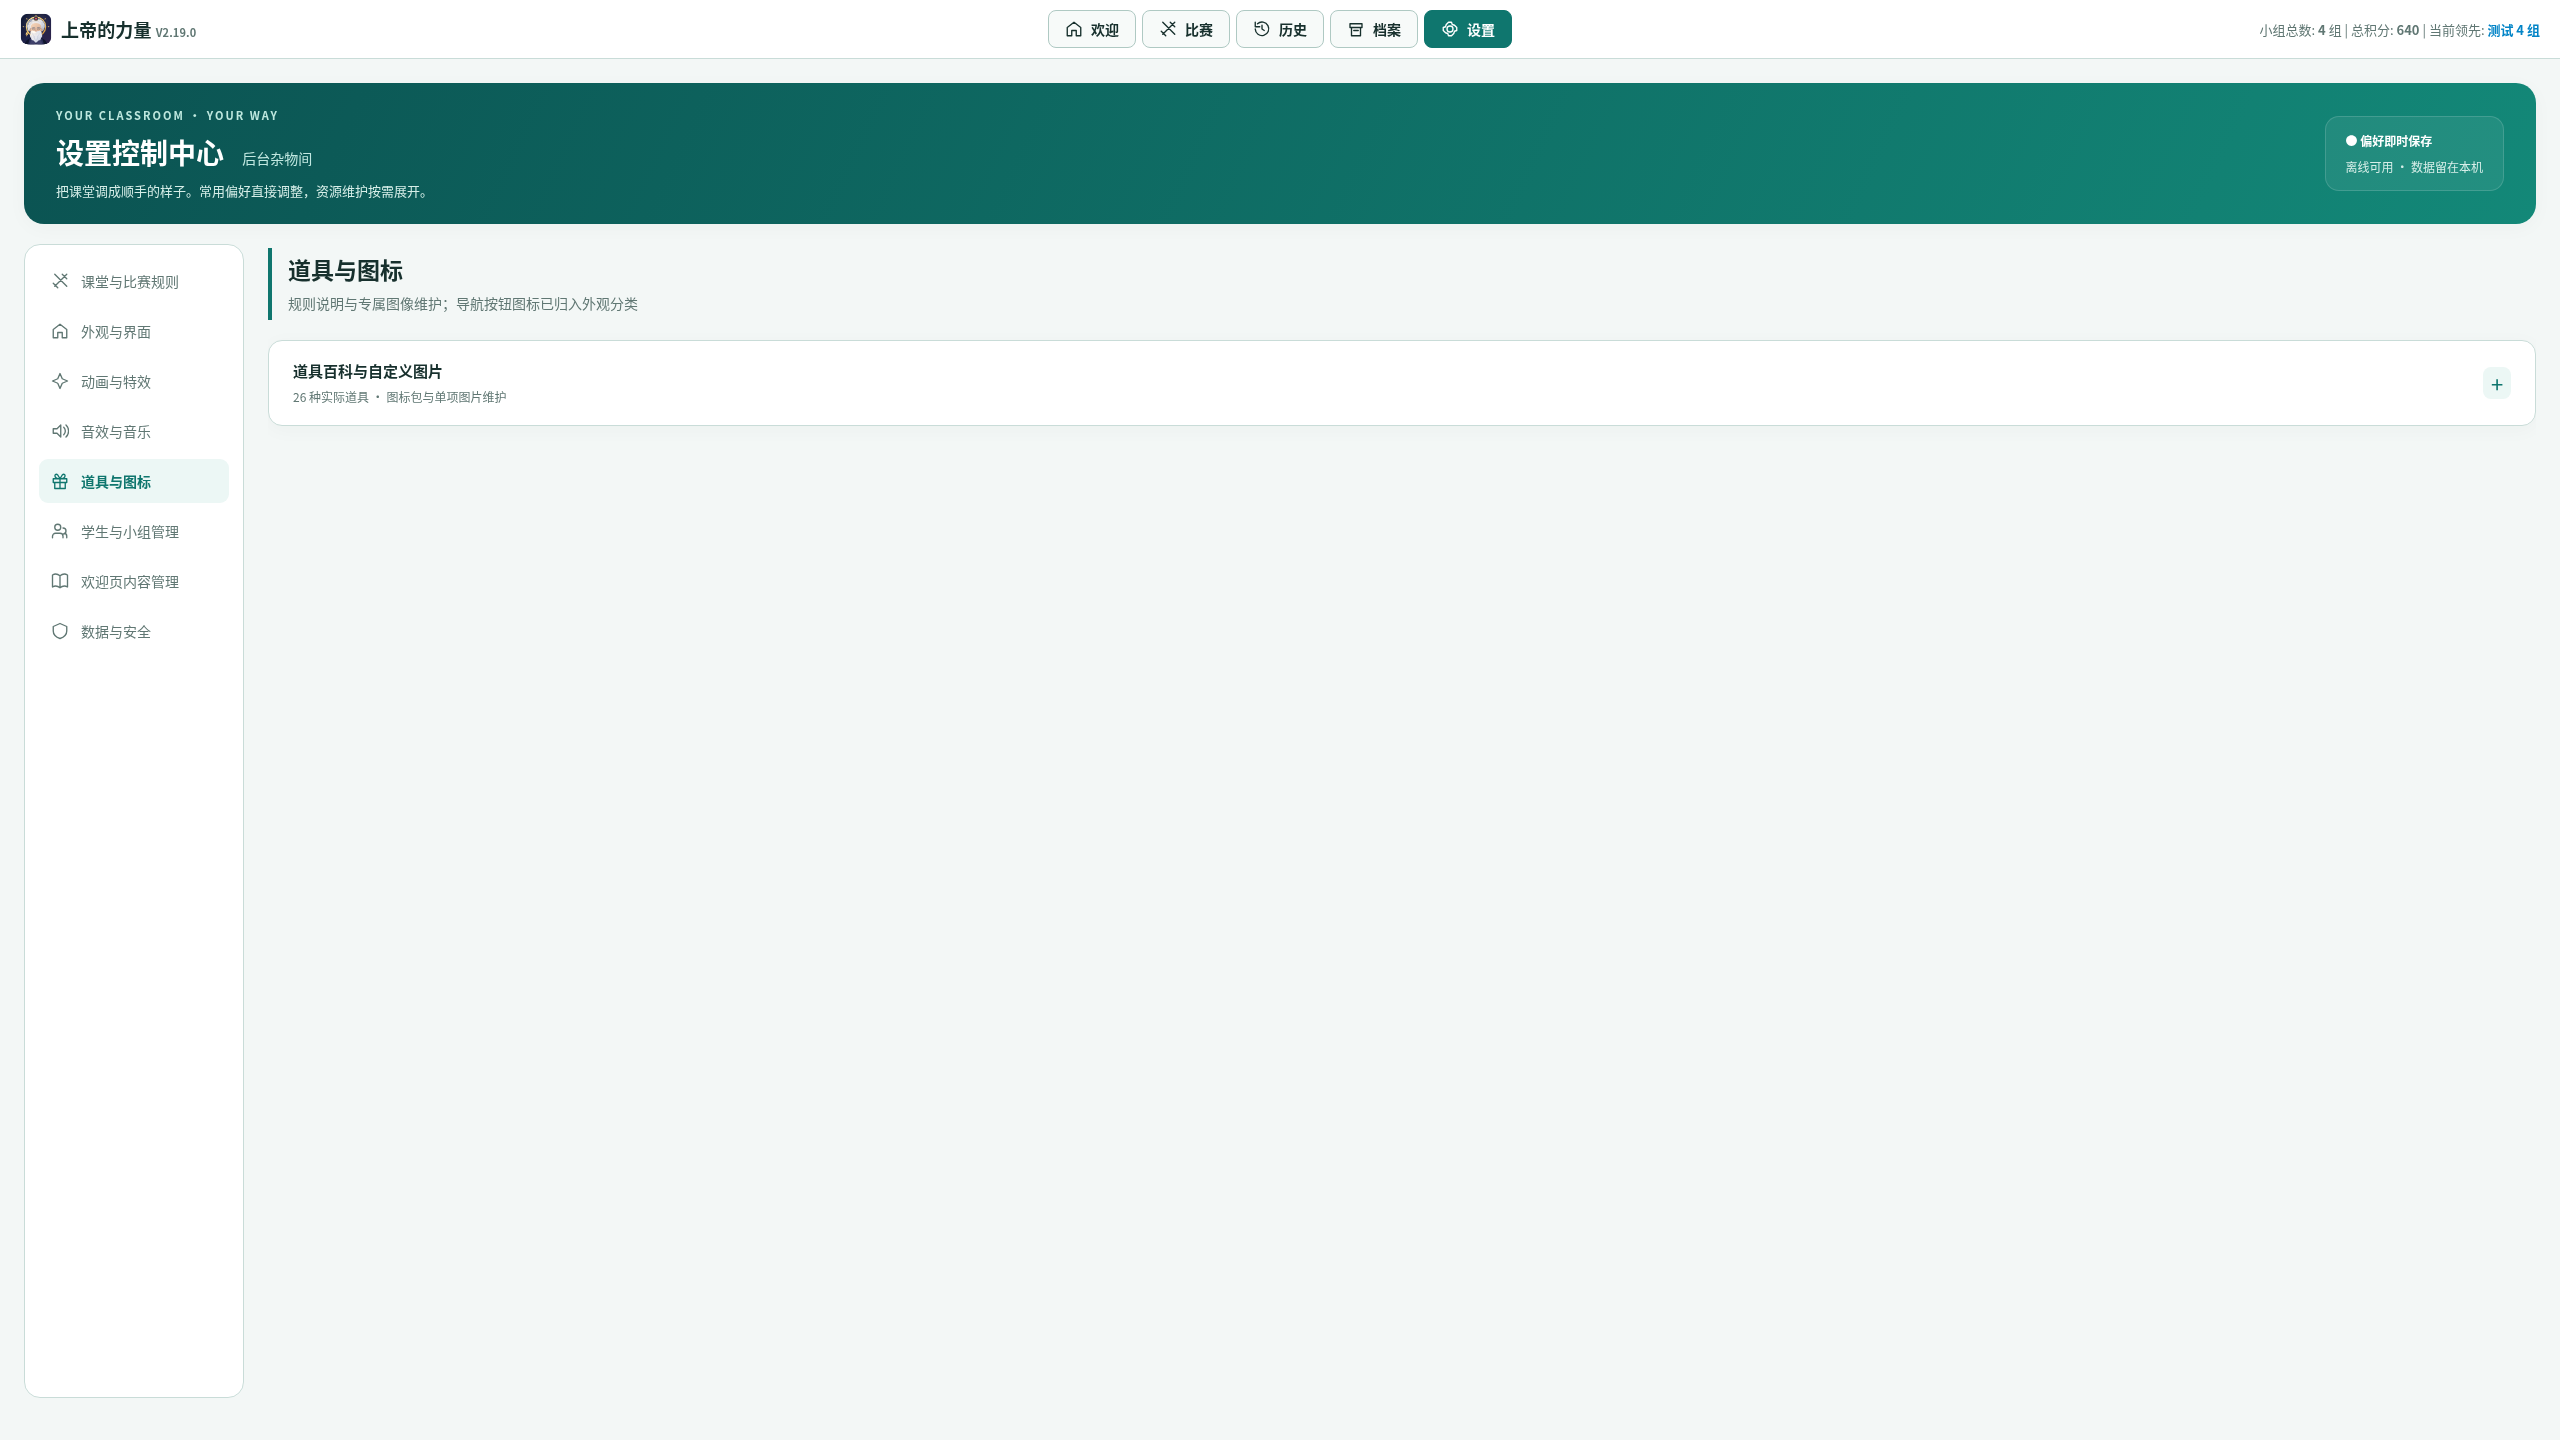 上帝的力量 V2.19.0
欢迎
比赛
历史
档案
设置
小组总数: 4 组 | 总积分: 640 | 当前领先: 测试 4 组
YOUR CLASSROOM · YOUR WAY
设置控制中心 后台杂物间
把课堂调成顺手的样子。常用偏好直接调整，资源维护按需展开。
偏好即时保存
离线可用 · 数据留在本机
课堂与比赛规则
外观与界面
动画与特效
音效与音乐
道具与图标
学生与小组管理
欢迎页内容管理
数据与安全
道具与图标
规则说明与专属图像维护；导航按钮图标已归入外观分类
道具百科与自定义图片
26 种实际道具 · 图标包与单项图片维护
+